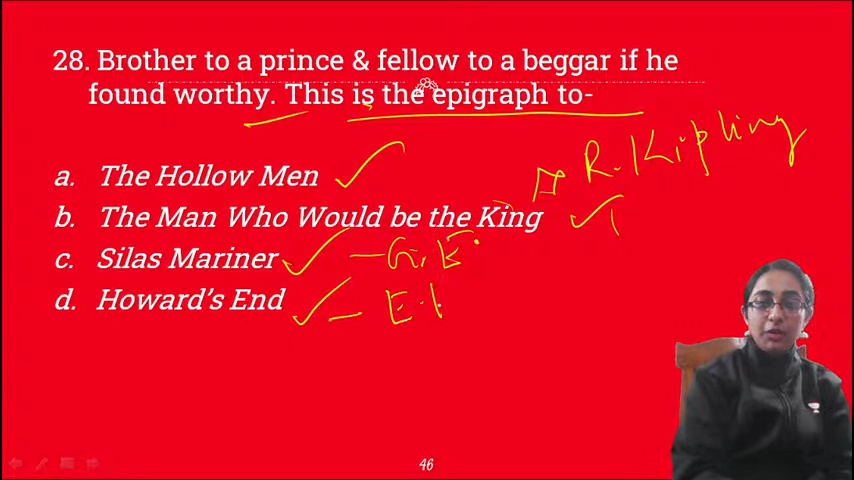 28. Brother to a prince & fellow to a beggar if he
found worthy. This is the epigraph to-
R. Kipling
a. The Hollow Men
b. The Man Who Would be the King
c. Silas Mariner
d. Howard's End
46